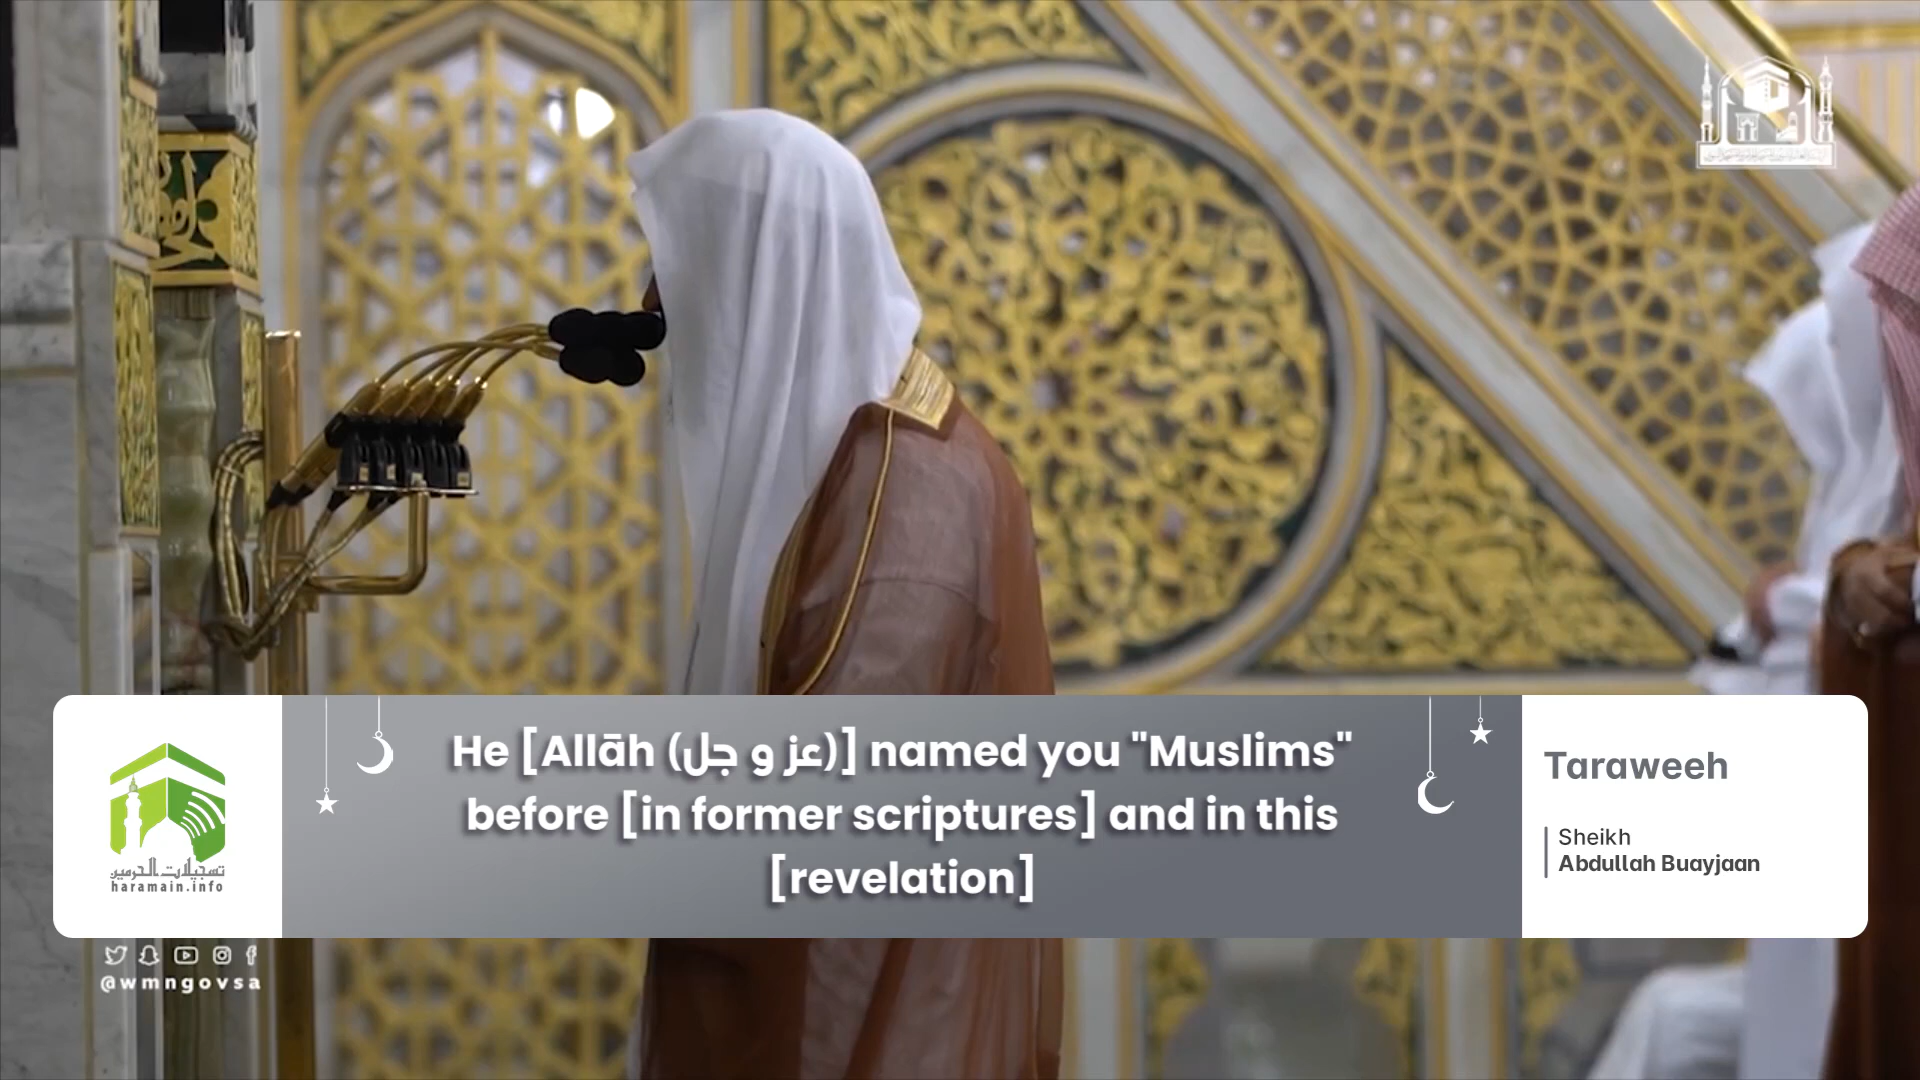 He [Allāh (عز و جل)] named you "Muslims"
before [in former scriptures] and in this
[revelation]
Taraweeh
Sheikh
Abdullah Buayjaan
تسجيلات الحرمين
haramain.info
@wmngovsa